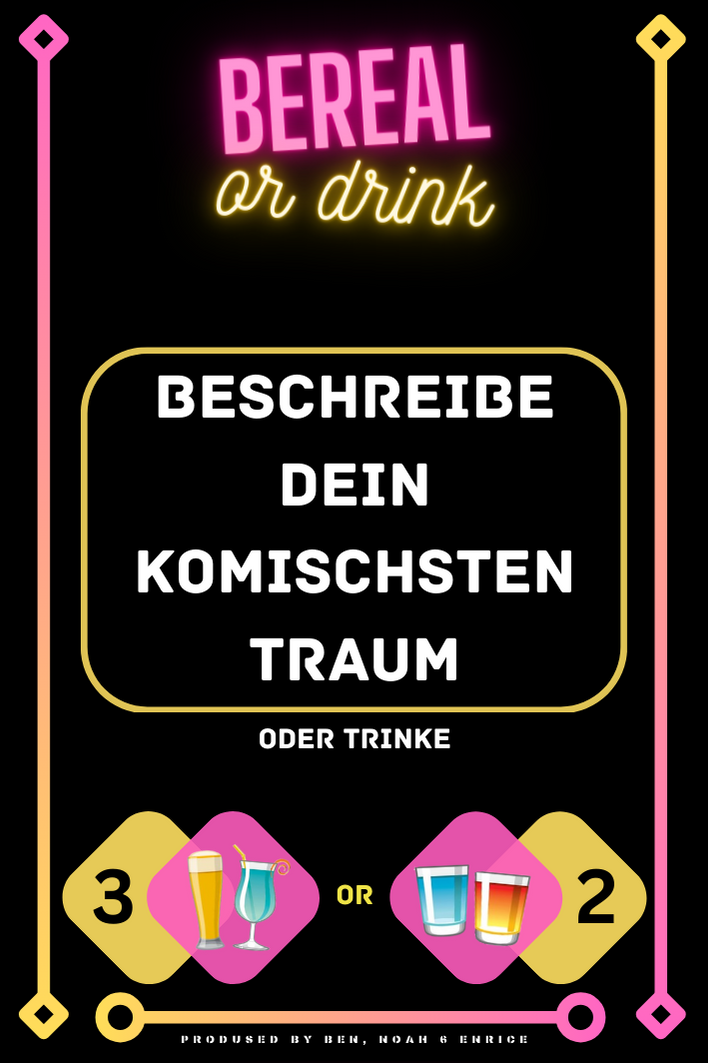 BEREAL
or drink
BESCHREIBE
DEIN
KOMISCHSTEN
TRAUM
ODER TRINKE
3 OR 2
PRODUSED BY BEN, NOAH & ENRICE